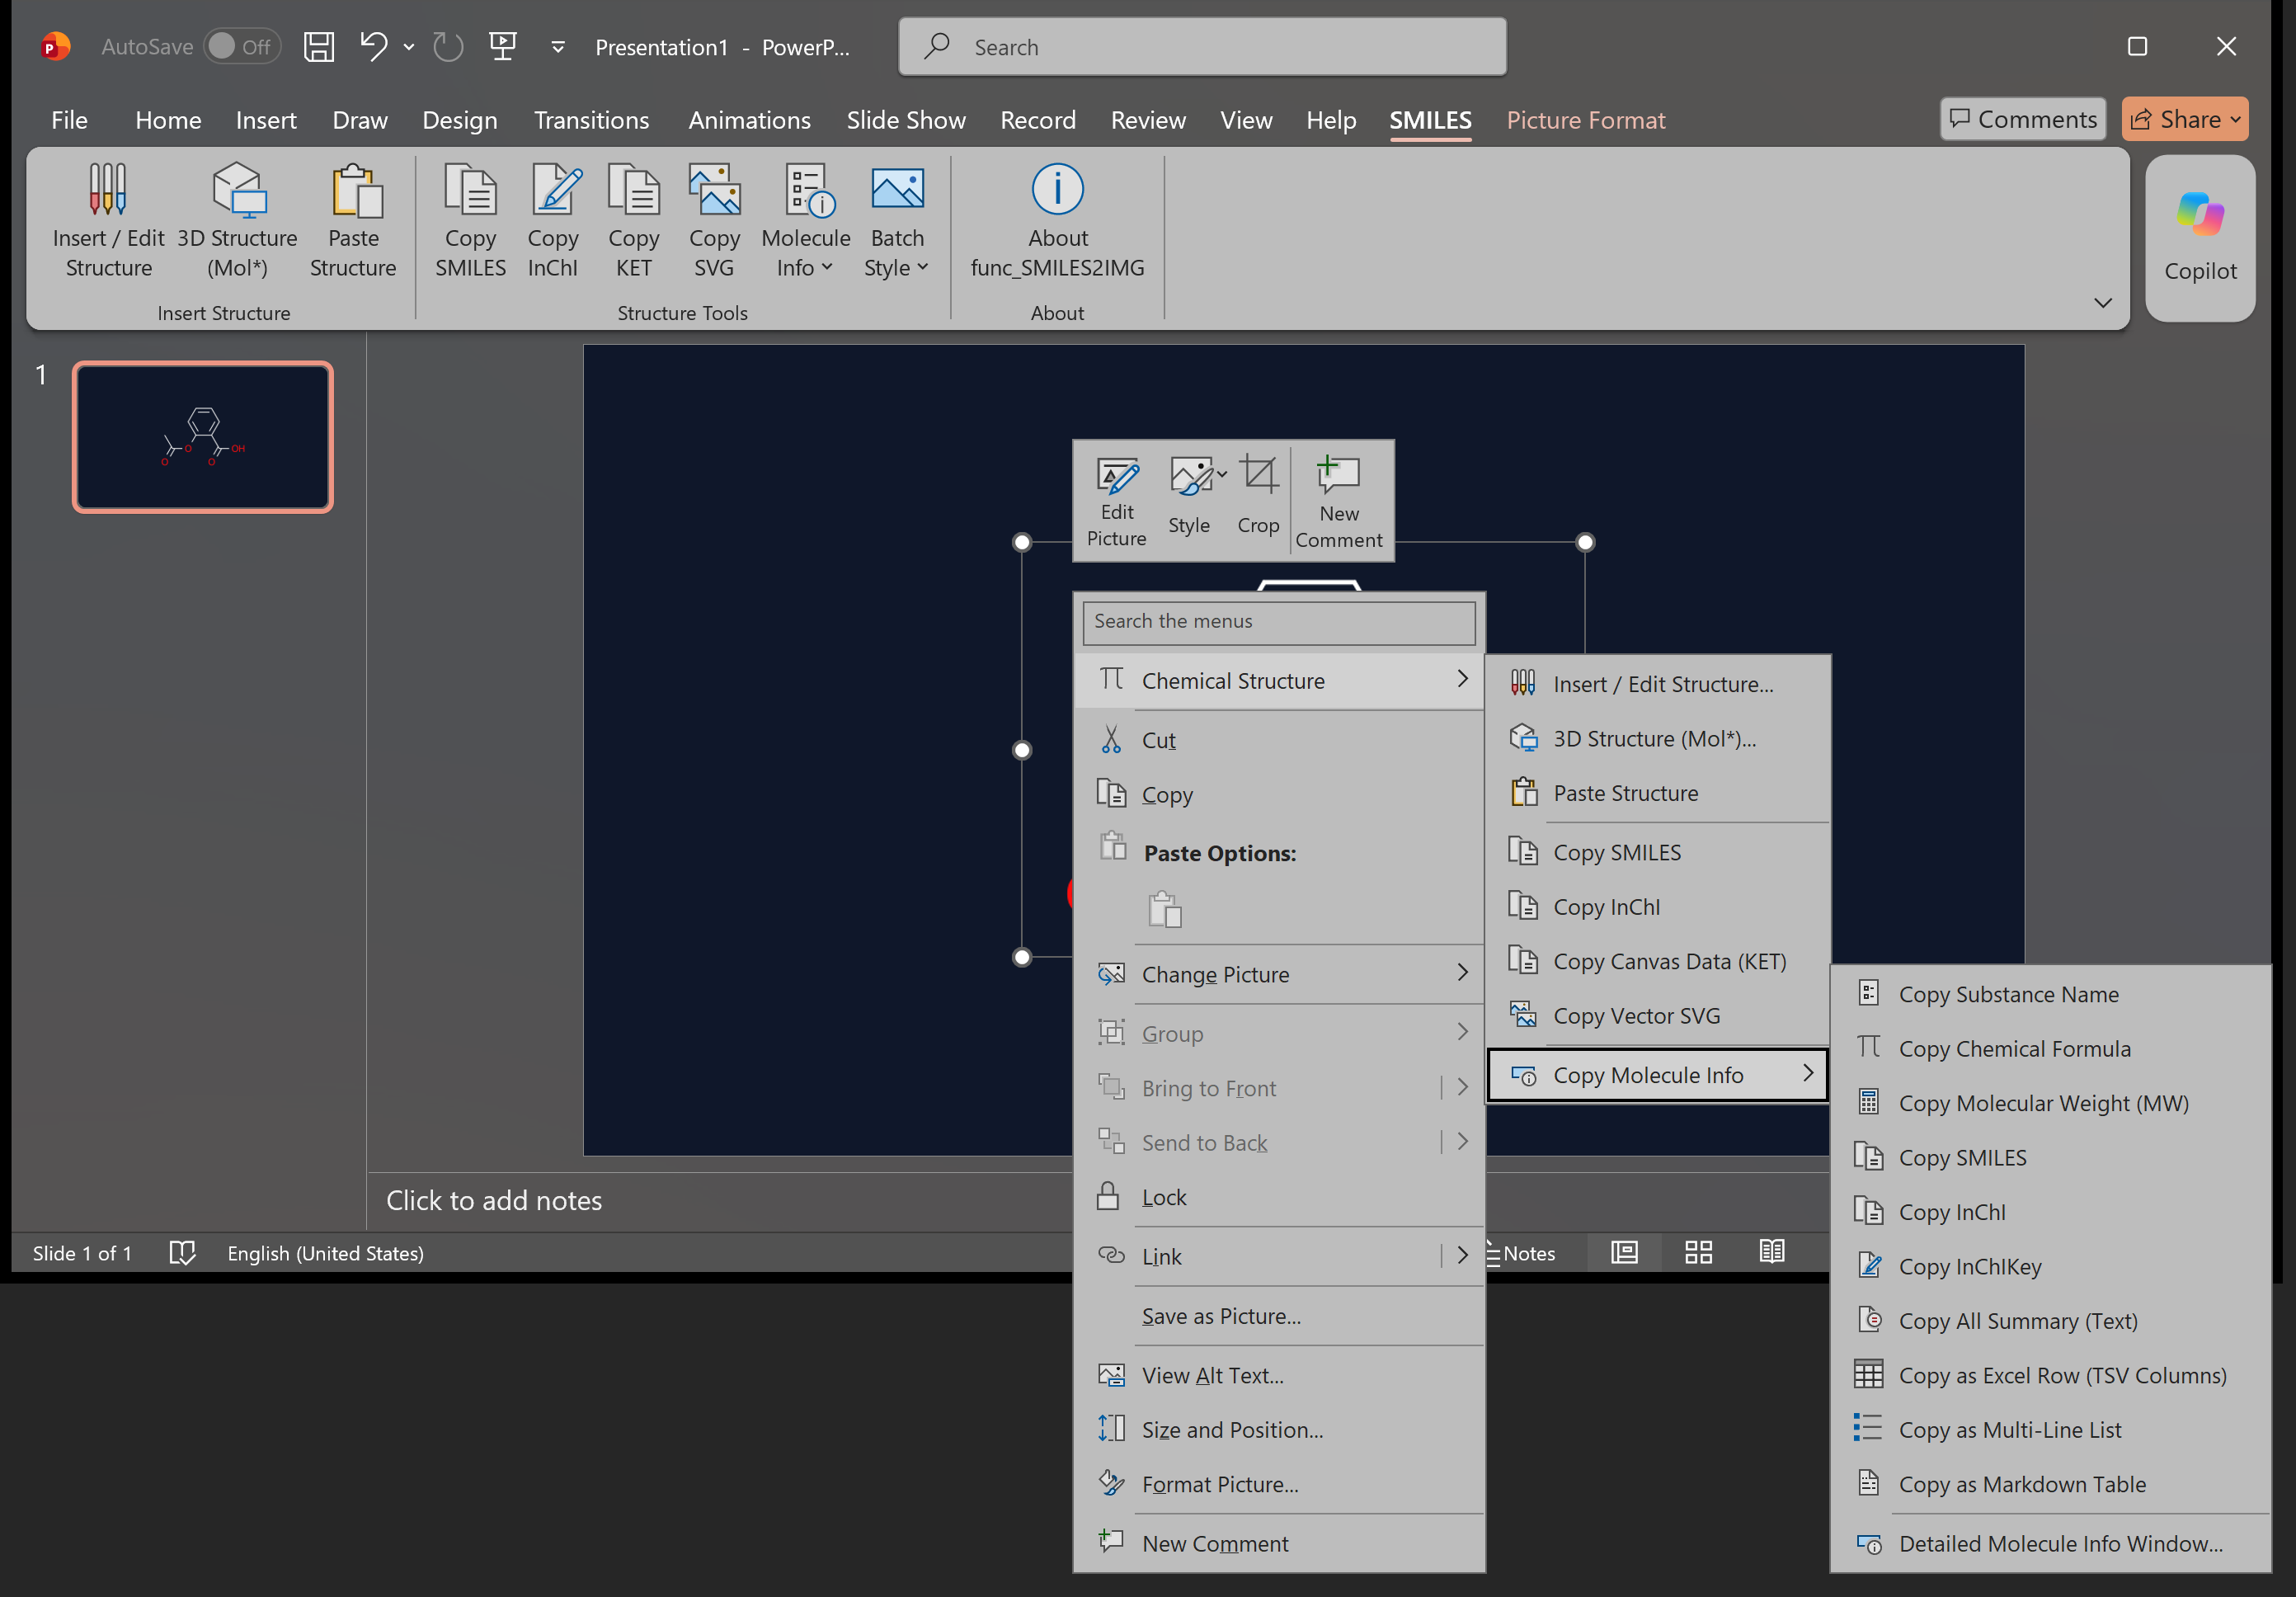 AutoSave Off Presentation1 - PowerP... Search
File Home Insert Draw Design Transitions Animations Slide Show Record Review View Help SMILES Picture Format Comments Share
Insert / Edit Structure
3D Structure (Mol*)
Paste Structure
Copy SMILES
Copy InChI
Copy KET
Copy SVG
Molecule Info
Batch Style
About func_SMILES2IMG
Copilot
Insert Structure
Structure Tools
About
1
O
O
O
OH
Edit Picture
Style
Crop
New Comment
Search the menus
Chemical Structure
Cut
Copy
Paste Options:
Change Picture
Group
Bring to Front
Send to Back
Lock
Link
Save as Picture...
View Alt Text...
Size and Position...
Format Picture...
New Comment
Insert / Edit Structure...
3D Structure (Mol*)...
Paste Structure
Copy SMILES
Copy InChI
Copy Canvas Data (KET)
Copy Vector SVG
Copy Molecule Info
Copy Substance Name
Copy Chemical Formula
Copy Molecular Weight (MW)
Copy SMILES
Copy InChI
Copy InChIKey
Copy All Summary (Text)
Copy as Excel Row (TSV Columns)
Copy as Multi-Line List
Copy as Markdown Table
Detailed Molecule Info Window...
Click to add notes
Slide 1 of 1 English (United States) Notes